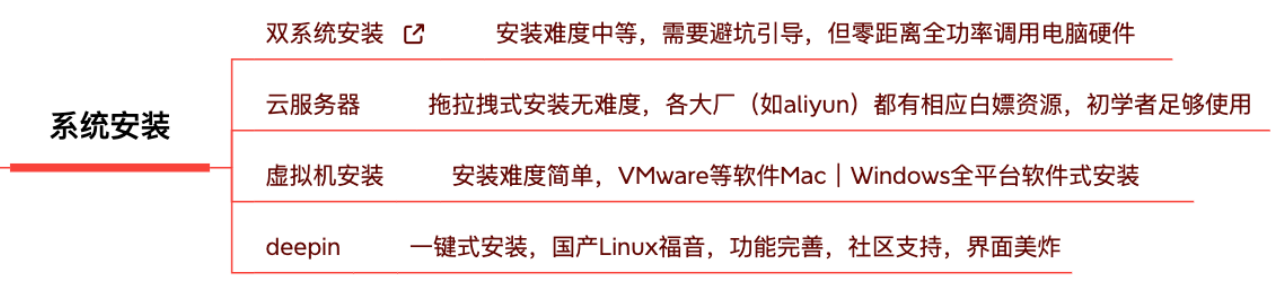 双系统安装 安装难度中等，需要避坑引导，但零距离全功率调用电脑硬件
云服务器 拖拉拽式安装无难度，各大厂（如aliyun）都有相应白嫖资源，初学者足够使用
系统安装
虚拟机安装 安装难度简单，VMware等软件Mac｜Windows全平台软件式安装
deepin 一键式安装，国产Linux福音，功能完善，社区支持，界面美炸